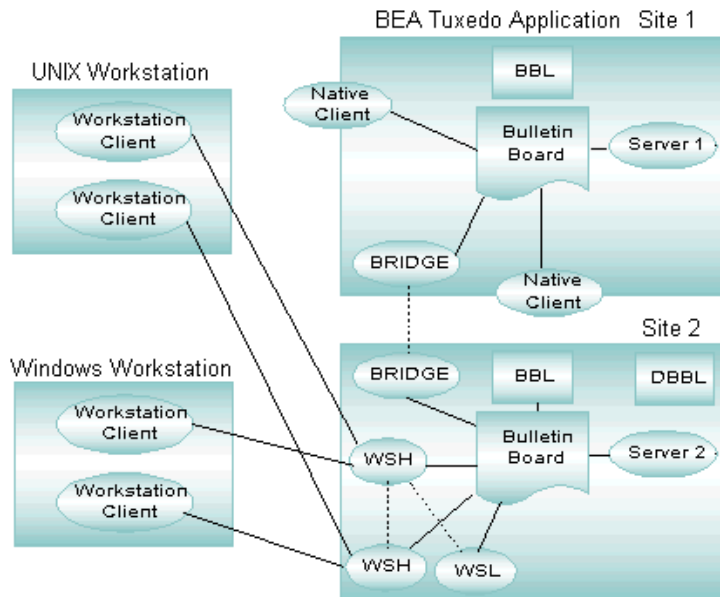 BEA Tuxedo Application Site 1
UNIX Workstation
Workstation
Client
Workstation
Client
Native
Client
BBL
Bulletin
Board
Server 1
BRIDGE
Native
Client
Site 2
Windows Workstation
Workstation
Client
Workstation
Client
BRIDGE
BBL
DBBL
Bulletin
Board
Server 2
WSH
WSH
WSL